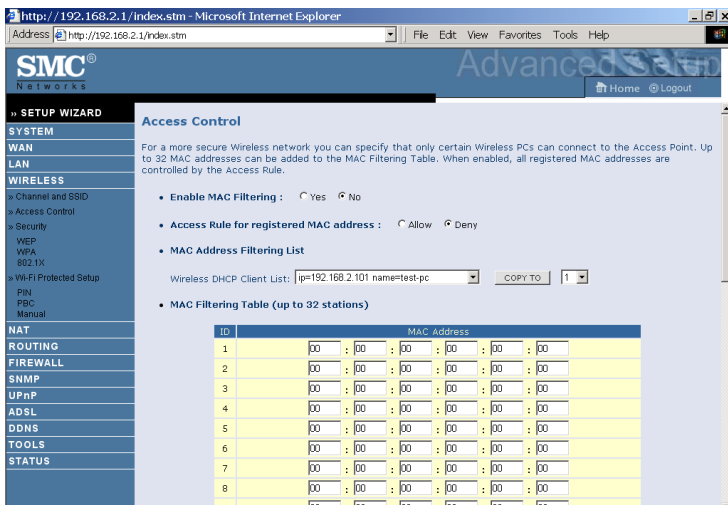 http://192.168.2.1/index.stm - Microsoft Internet Explorer
Address http://192.168.2.1/index.stm File Edit View Favorites Tools Help
SMC®
Networks
Advanced Setup
Home Logout
» SETUP WIZARD
SYSTEM
WAN
LAN
WIRELESS
» Channel and SSID
» Access Control
» Security
WEP
WPA
802.1X
» Wi-Fi Protected Setup
PIN
PBC
Manual
NAT
ROUTING
FIREWALL
SNMP
UPnP
ADSL
DDNS
TOOLS
STATUS
Access Control
For a more secure Wireless network you can specify that only certain Wireless PCs can connect to the Access Point. Up
to 32 MAC addresses can be added to the MAC Filtering Table. When enabled, all registered MAC addresses are
controlled by the Access Rule.
• Enable MAC Filtering : Yes No
• Access Rule for registered MAC address : Allow Deny
• MAC Address Filtering List
Wireless DHCP Client List: ip=192.168.2.101 name=test-pc COPY TO 1
• MAC Filtering Table (up to 32 stations)
ID MAC Address
1 00 : 00 : 00 : 00 : 00 : 00
2 00 : 00 : 00 : 00 : 00 : 00
3 00 : 00 : 00 : 00 : 00 : 00
4 00 : 00 : 00 : 00 : 00 : 00
5 00 : 00 : 00 : 00 : 00 : 00
6 00 : 00 : 00 : 00 : 00 : 00
7 00 : 00 : 00 : 00 : 00 : 00
8 00 : 00 : 00 : 00 : 00 : 00